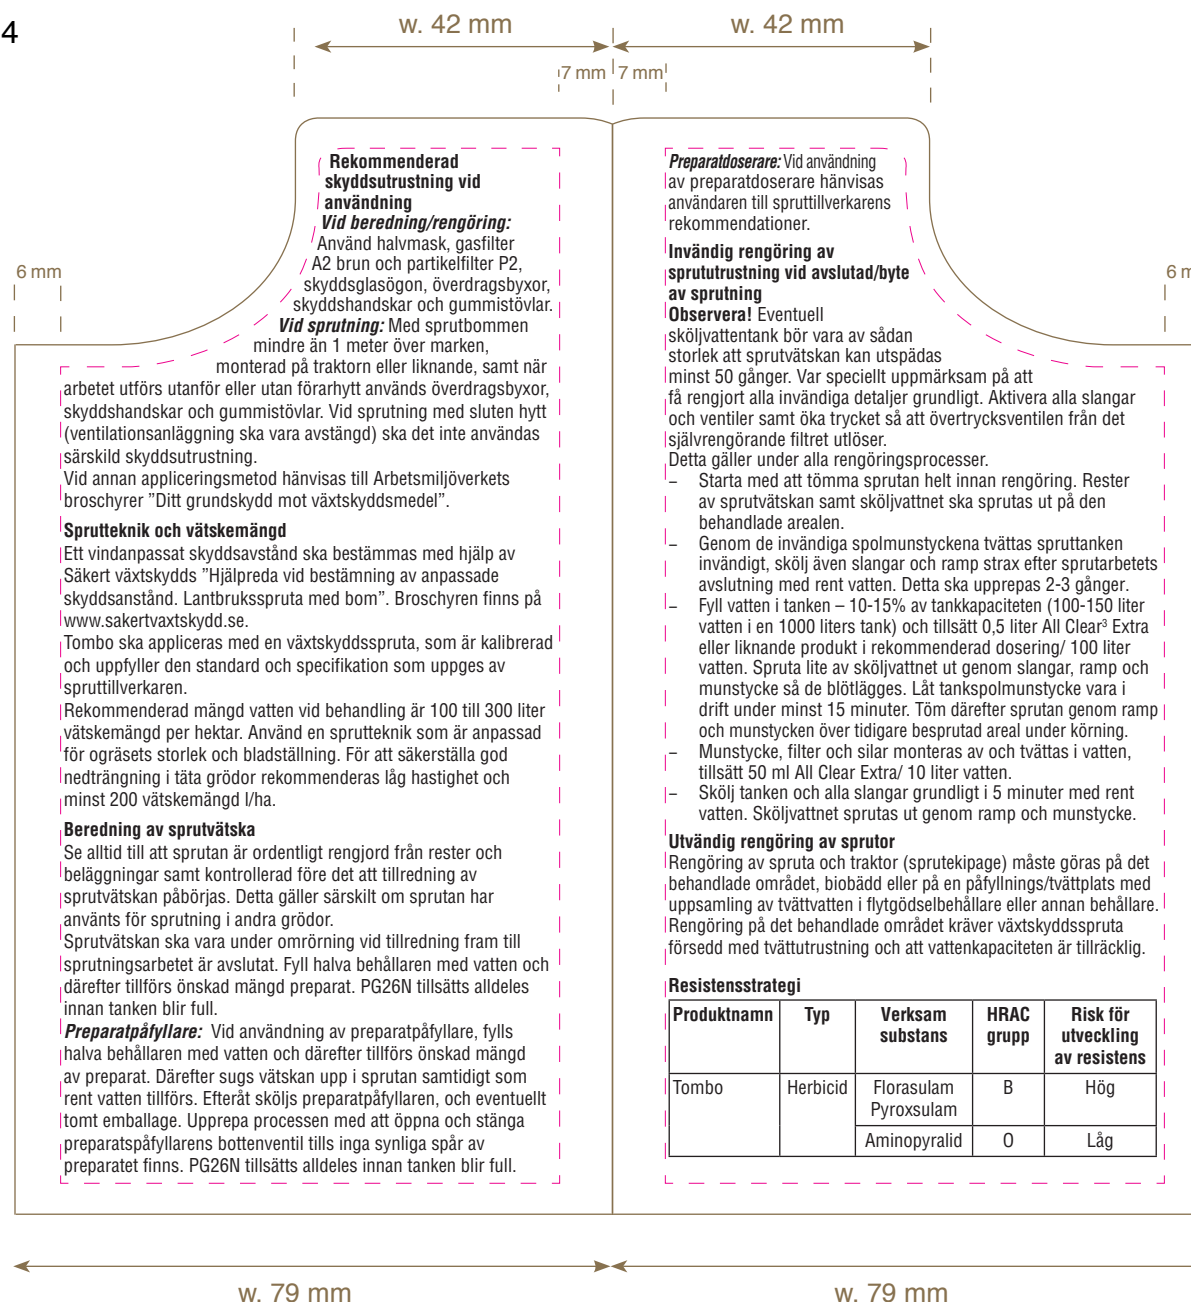 4
w. 42 mm
w. 42 mm
7 mm
7 mm
6 mm
6 m
Rekommenderad
skyddsutrustning vid
användning
Vid beredning/rengöring:
Använd halvmask, gasfilter
A2 brun och partikelfilter P2,
skyddsglasögon, överdragsbyxor,
skyddshandskar och gummistövlar.
Vid sprutning: Med sprutbommen
mindre än 1 meter över marken,
monterad på traktorn eller liknande, samt när
arbetet utförs utanför eller utan förarhytt används överdragsbyxor,
skyddshandskar och gummistövlar. Vid sprutning med sluten hytt
(ventilationsanläggning ska vara avstängd) ska det inte användas
särskild skyddsutrustning.
Vid annan appliceringsmetod hänvisas till Arbetsmiljöverkets
broschyrer ”Ditt grundskydd mot växtskyddsmedel”.
Sprutteknik och vätskemängd
Ett vindanpassat skyddsavstånd ska bestämmas med hjälp av
Säkert växtskydds ”Hjälpreda vid bestämning av anpassade
skyddsanstånd. Lantbruksspruta med bom”. Broschyren finns på
www.sakertvaxtskydd.se.
Tombo ska appliceras med en växtskyddsspruta, som är kalibrerad
och uppfyller den standard och specifikation som uppges av
spruttillverkaren.
Rekommenderad mängd vatten vid behandling är 100 till 300 liter
vätskemängd per hektar. Använd en sprutteknik som är anpassad
för ogräsets storlek och bladställning. För att säkerställa god
nedträngning i täta grödor rekommenderas låg hastighet och
minst 200 vätskemängd l/ha.
Beredning av sprutvätska
Se alltid till att sprutan är ordentligt rengjord från rester och
beläggningar samt kontrollerad före det att tillredning av
sprutvätskan påbörjas. Detta gäller särskilt om sprutan har
använts för sprutning i andra grödor.
Sprutvätskan ska vara under omrörning vid tillredning fram till
sprutningsarbetet är avslutat. Fyll halva behållaren med vatten och
därefter tillförs önskad mängd preparat. PG26N tillsätts alldeles
innan tanken blir full.
Preparatpåfyllare: Vid användning av preparatpåfyllare, fylls
halva behållaren med vatten och därefter tillförs önskad mängd
av preparat. Därefter sugs vätskan upp i sprutan samtidigt som
rent vatten tillförs. Efteråt sköljs preparatpåfyllaren, och eventuellt
tomt emballage. Upprepa processen med att öppna och stänga
preparatspåfyllarens bottenventil tills inga synliga spår av
preparatet finns. PG26N tillsätts alldeles innan tanken blir full.
Preparatdoserare: Vid användning
av preparatdoserare hänvisas
användaren till spruttillverkarens
rekommendationer.
Invändig rengöring av
sprututrustning vid avslutad/byte
av sprutning
Observera! Eventuell
sköljvattentank bör vara av sådan
storlek att sprutvätskan kan utspädas
minst 50 gånger. Var speciellt uppmärksam på att
få rengjort alla invändiga detaljer grundligt. Aktivera alla slangar
och ventiler samt öka trycket så att övertrycksventilen från det
självrengörande filtret utlöser.
Detta gäller under alla rengöringsprocesser.
– Starta med att tömma sprutan helt innan rengöring. Rester
av sprutvätskan samt sköljvattnet ska sprutas ut på den
behandlade arealen.
– Genom de invändiga spolmunstyckena tvättas spruttanken
invändigt, skölj även slangar och ramp strax efter sprutarbetets
avslutning med rent vatten. Detta ska upprepas 2-3 gånger.
– Fyll vatten i tanken – 10-15% av tankkapaciteten (100-150 liter
vatten i en 1000 liters tank) och tillsätt 0,5 liter All Clear³ Extra
eller liknande produkt i rekommenderad dosering/ 100 liter
vatten. Spruta lite av sköljvattnet ut genom slangar, ramp och
munstycke så de blötlägges. Låt tankspolmunstycke vara i
drift under minst 15 minuter. Töm därefter sprutan genom ramp
och munstycken över tidigare besprutad areal under körning.
– Munstycke, filter och silar monteras av och tvättas i vatten,
tillsätt 50 ml All Clear Extra/ 10 liter vatten.
– Skölj tanken och alla slangar grundligt i 5 minuter med rent
vatten. Sköljvattnet sprutas ut genom ramp och munstycke.
Utvändig rengöring av sprutor
Rengöring av spruta och traktor (sprutekipage) måste göras på det
behandlade området, biobädd eller på en påfyllnings/tvättplats med
uppsamling av tvättvatten i flytgödselbehållare eller annan behållare.
Rengöring på det behandlade området kräver växtskyddsspruta
försedd med tvättutrustning och att vattenkapaciteten är tillräcklig.
Resistensstrategi
Produktnamn Typ Verksam HRAC Risk för
substans grupp utveckling
av resistens
Tombo Herbicid Florasulam B Hög
Pyroxsulam
Aminopyralid O Låg
w. 79 mm
w. 79 mm